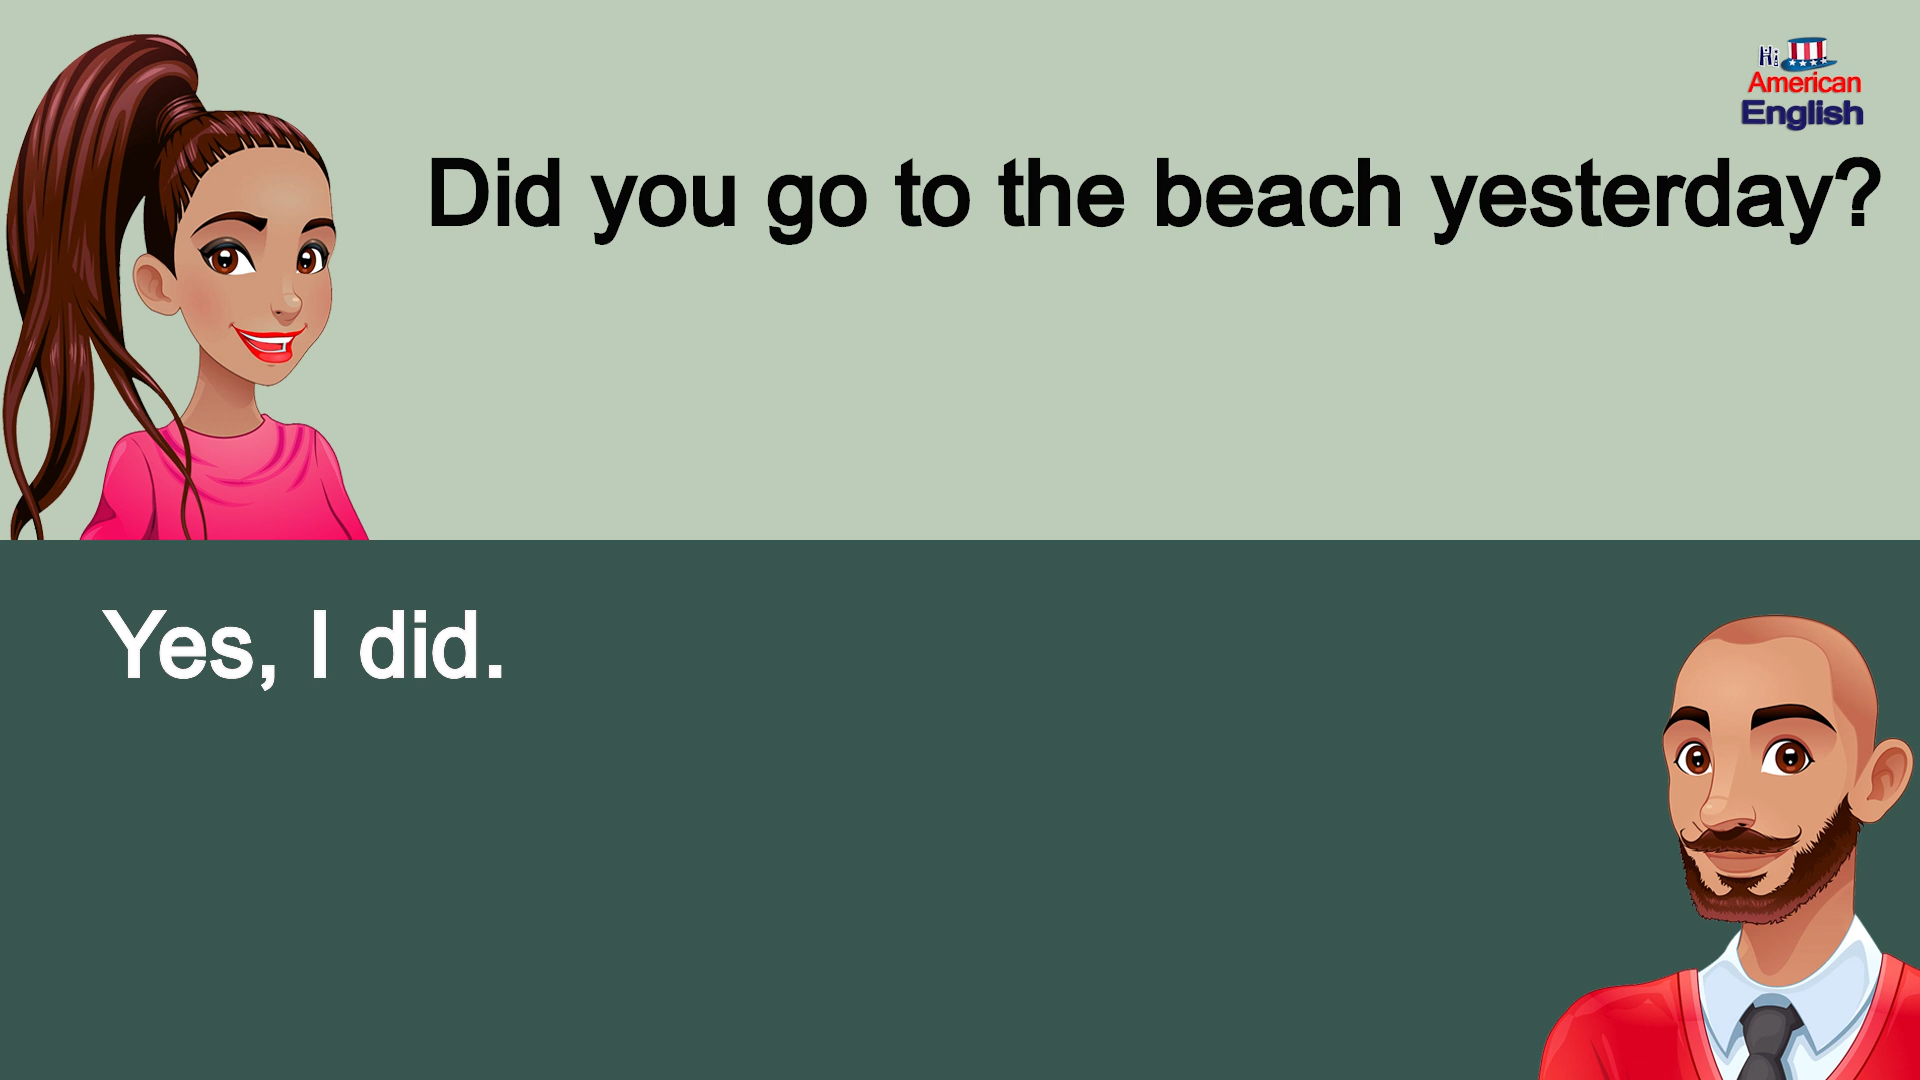 Hi
American
English
Did you go to the beach yesterday?
Yes, I did.